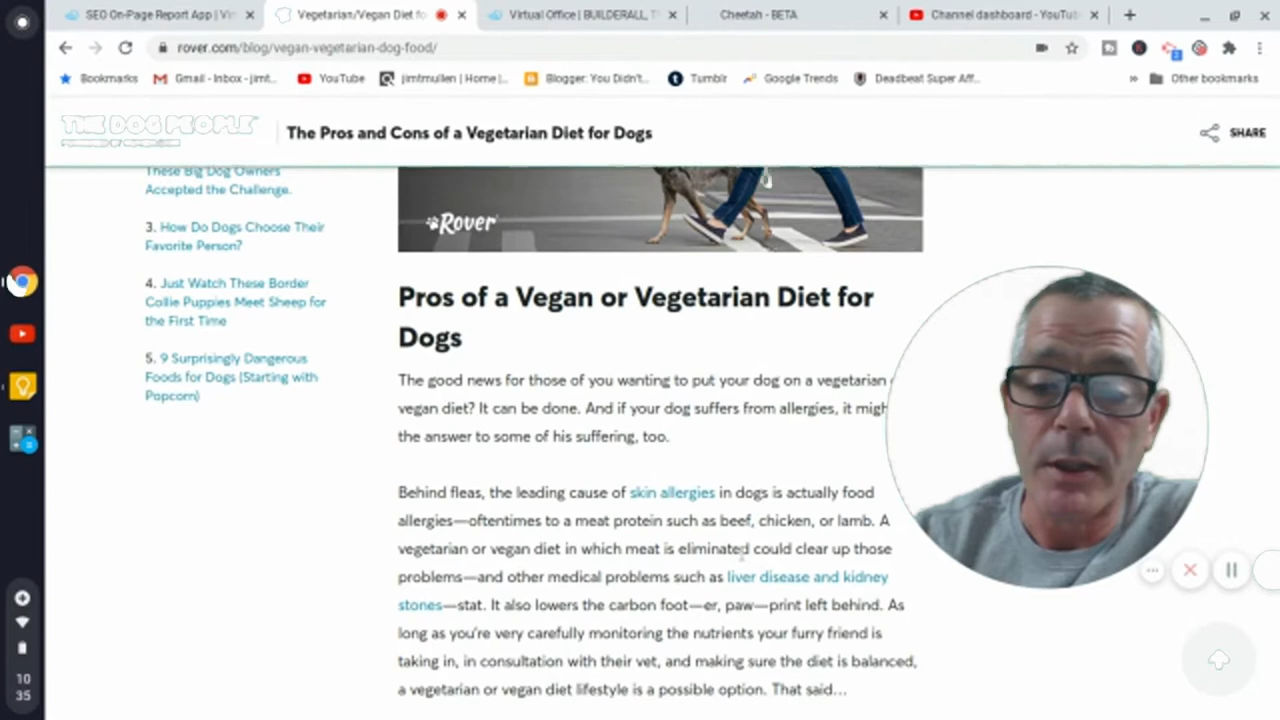 SEO On-Page Report App | Vir
Vegetarian/Vegan Diet fo
Virtual Office | BUILDERALL, T
Cheetah - BETA
Channel dashboard - YouTub
rover.com/blog/vegan-vegetarian-dog-food/
Bookmarks
Gmail - Inbox - jimt...
YouTube
jimtmullen | Home |...
Blogger: You Didn't...
Tumblr
Google Trends
Deadbeat Super Aff...
Other bookmarks
THE DOG PEOPLE
The Pros and Cons of a Vegetarian Diet for Dogs
SHARE
These Big Dog Owners
Accepted the Challenge.
3. How Do Dogs Choose Their
Favorite Person?
4. Just Watch These Border
Collie Puppies Meet Sheep for
the First Time
5. 9 Surprisingly Dangerous
Foods for Dogs (Starting with
Popcorn)
Rover
Pros of a Vegan or Vegetarian Diet for
Dogs
The good news for those of you wanting to put your dog on a vegetarian
vegan diet? It can be done. And if your dog suffers from allergies, it migh
the answer to some of his suffering, too.
Behind fleas, the leading cause of skin allergies in dogs is actually food
allergies—oftentimes to a meat protein such as beef, chicken, or lamb. A
vegetarian or vegan diet in which meat is eliminated could clear up those
problems—and other medical problems such as liver disease and kidney
stones—stat. It also lowers the carbon foot—er, paw—print left behind. As
long as you're very carefully monitoring the nutrients your furry friend is
taking in, in consultation with their vet, and making sure the diet is balanced,
a vegetarian or vegan diet lifestyle is a possible option. That said...
10
35